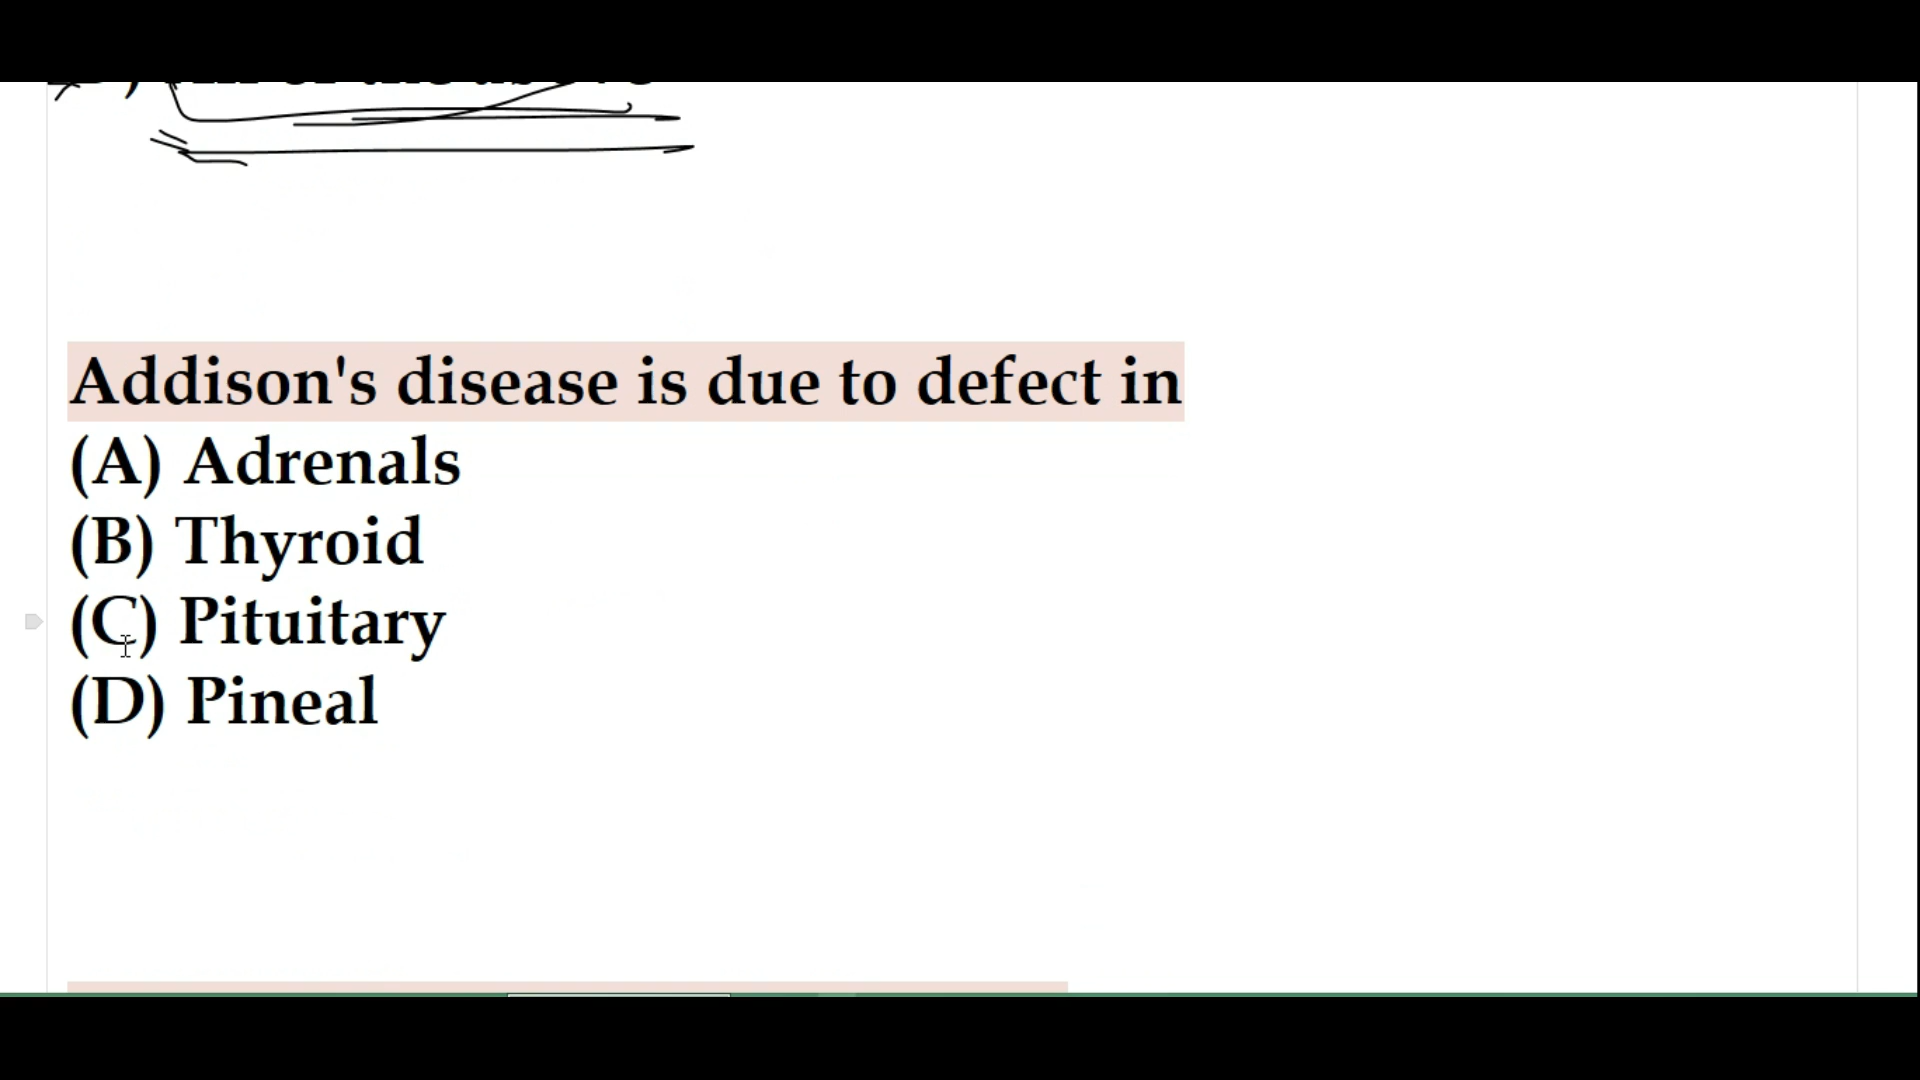 Addison's disease is due to defect in
(A) Adrenals
(B) Thyroid
(C) Pituitary
(D) Pineal